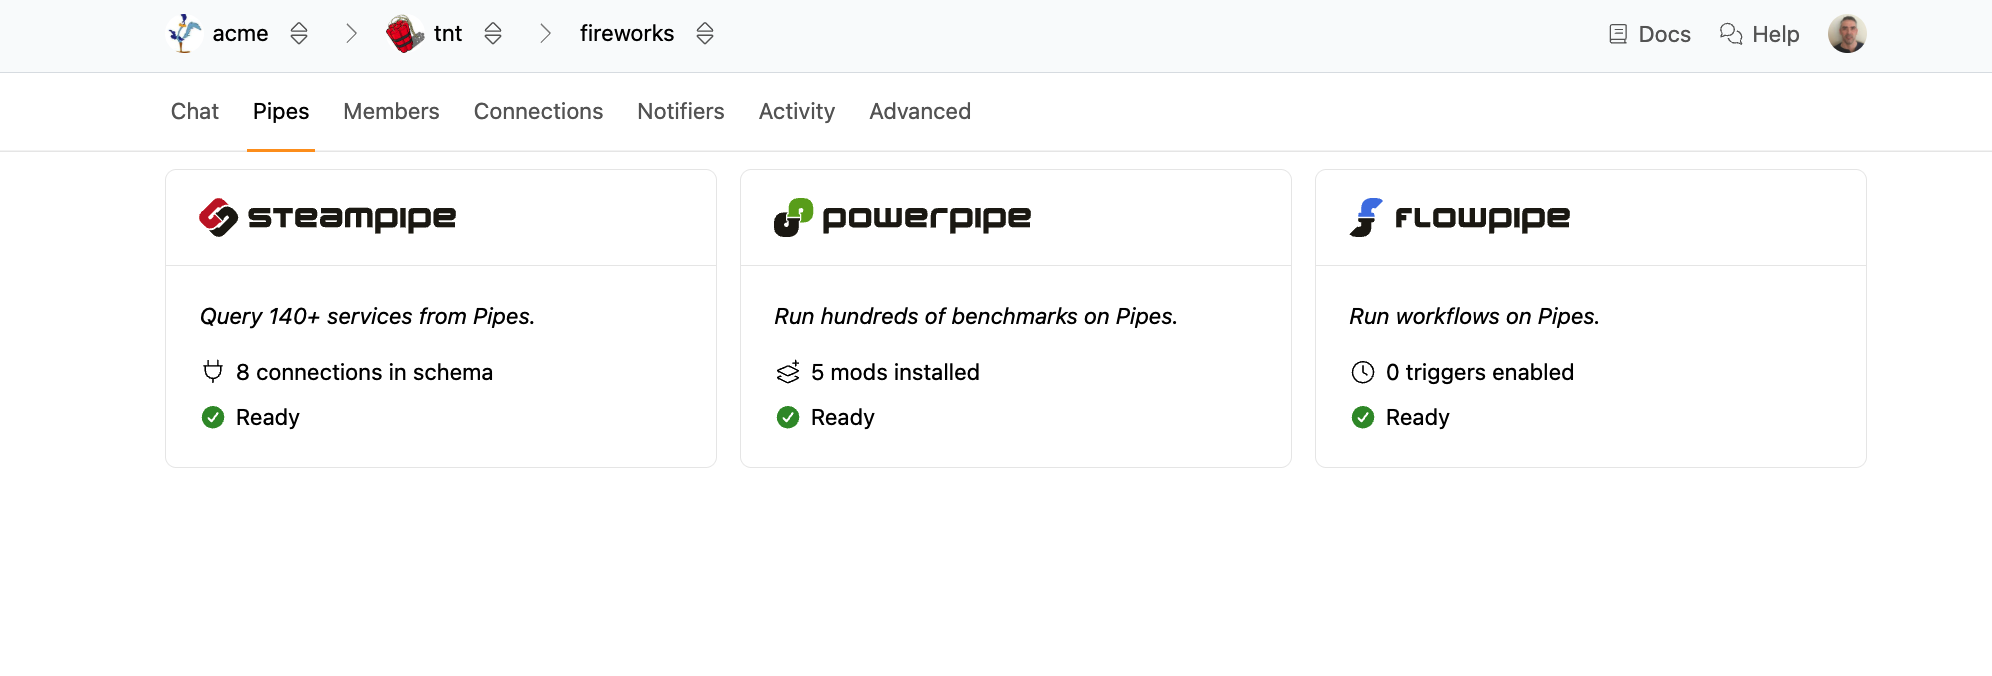 acme tnt fireworks Docs Help
Chat Pipes Members Connections Notifiers Activity Advanced
steampipe
Query 140+ services from Pipes.
8 connections in schema
Ready
powerpipe
Run hundreds of benchmarks on Pipes.
5 mods installed
Ready
flowpipe
Run workflows on Pipes.
0 triggers enabled
Ready